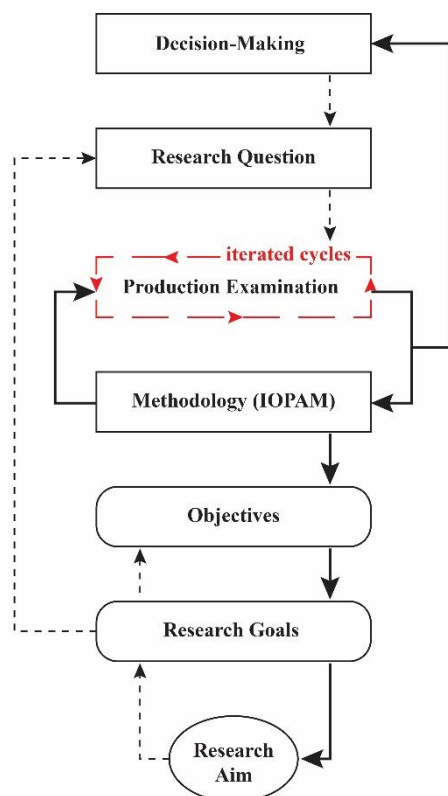 Decision-Making
Research Question
iterated cycles
Production Examination
Methodology (IOPAM)
Objectives
Research Goals
Research
Aim